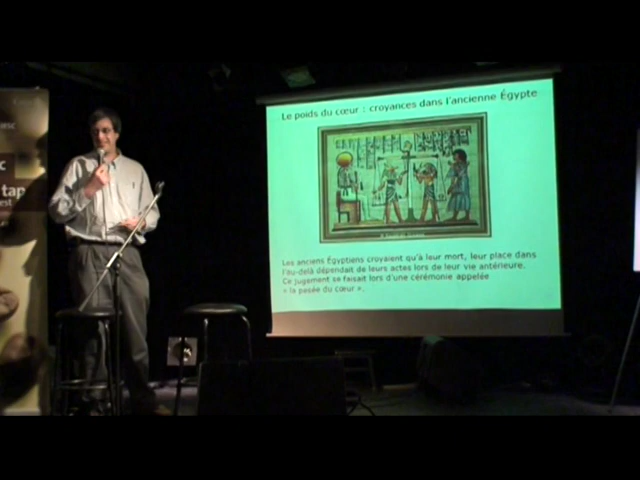 Le poids du cœur : croyances dans l'ancienne Égypte
Les anciens Égyptiens croyaient qu'à leur mort, leur place dans
l'au-delà dépendait de leurs actes lors de leur vie antérieure.
Ce jugement se faisait lors d'une cérémonie appelée
« la pesée du cœur ».
tap